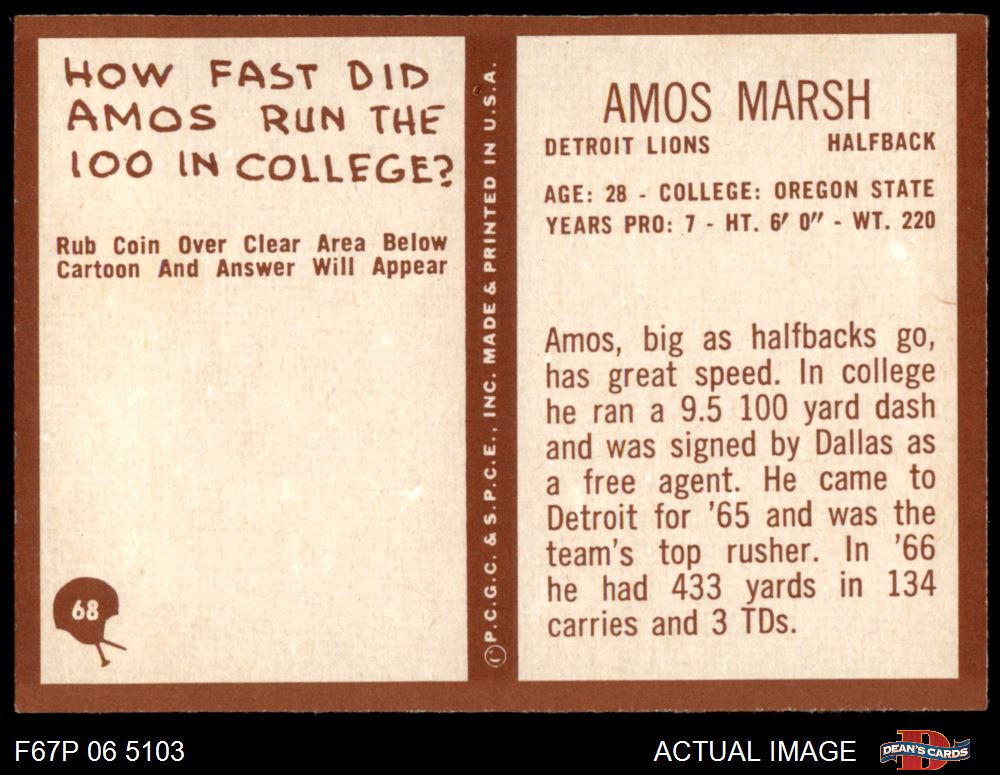 HOW FAST DID
AMOS RUN THE
100 IN COLLEGE?
Rub Coin Over Clear Area Below
Cartoon And Answer Will Appear
68
©P.C.G.C. & S.P.C.E., INC. MADE & PRINTED IN U.S.A.
AMOS MARSH
DETROIT LIONS HALFBACK
AGE: 28 - COLLEGE: OREGON STATE
YEARS PRO: 7 - HT. 6' 0" - WT. 220
Amos, big as halfbacks go,
has great speed. In college
he ran a 9.5 100 yard dash
and was signed by Dallas as
a free agent. He came to
Detroit for '65 and was the
team's top rusher. In '66
he had 433 yards in 134
carries and 3 TDs.
F67P 06 5103
ACTUAL IMAGE
D
DEAN'S CARDS